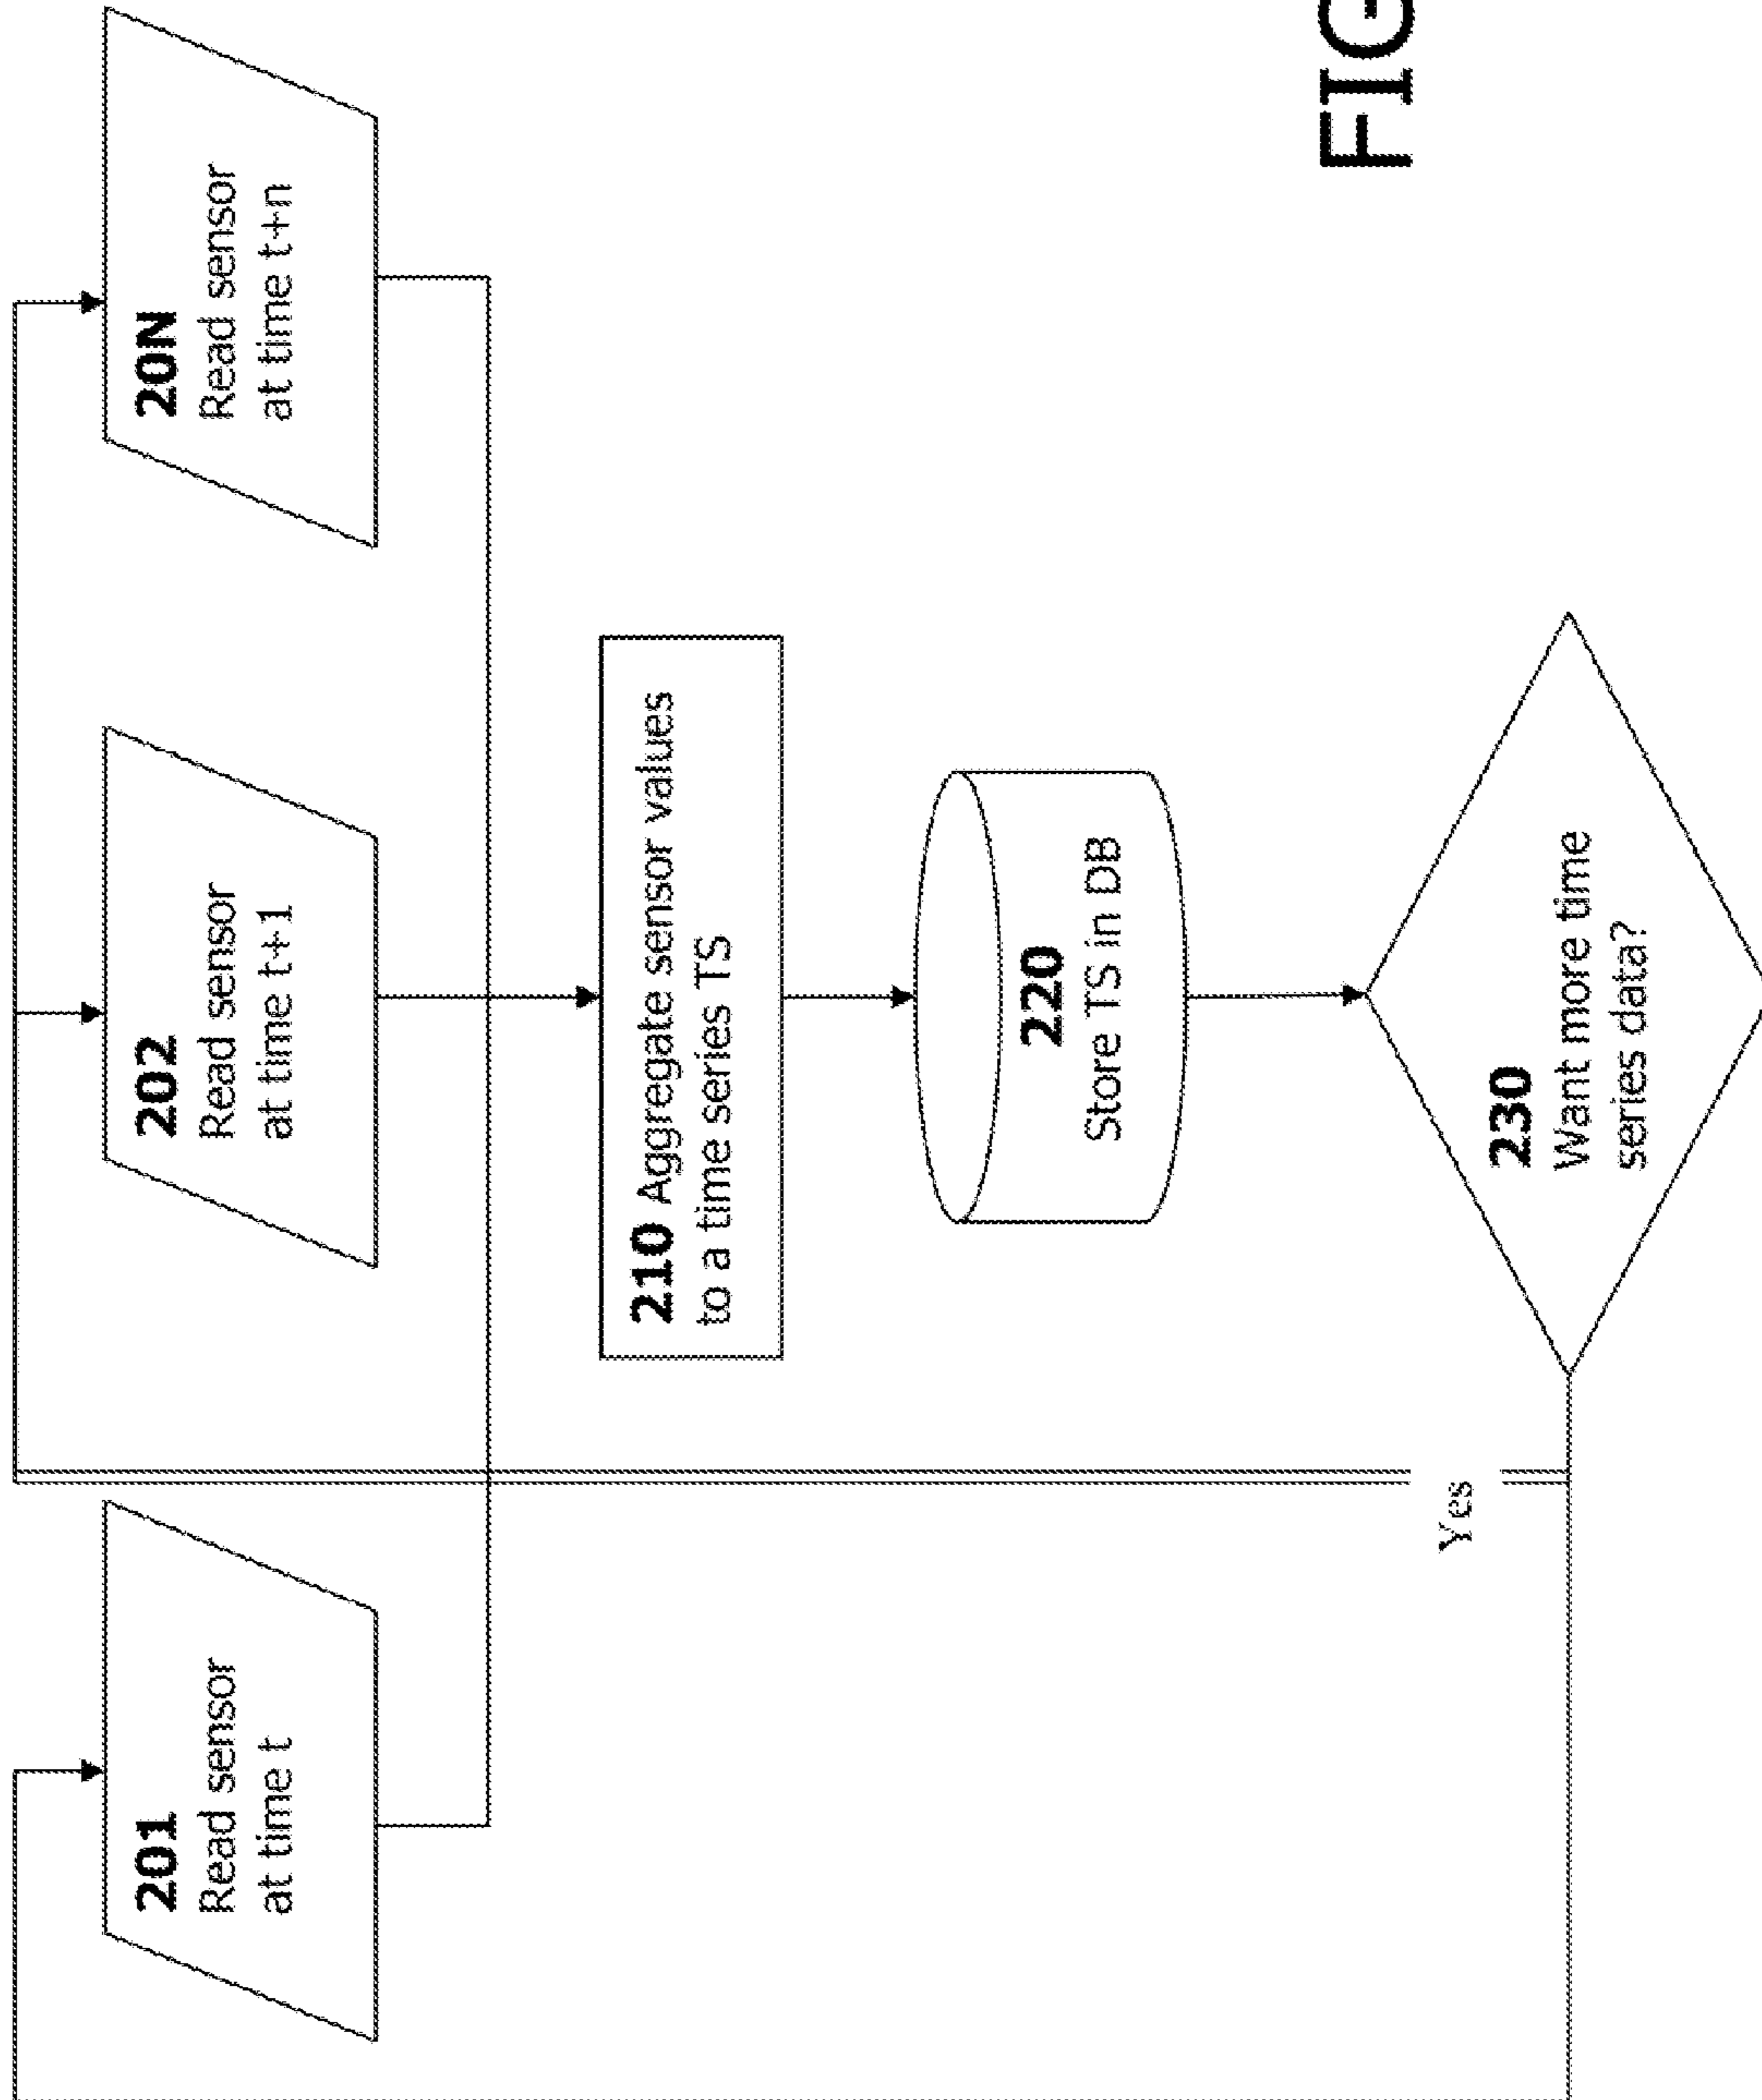 201
Read sensor
at time t
202
Read sensor
at time t+1
20N
Read sensor
at time t+n
210 Aggregate sensor values
to a time series TS
220
Store TS in DB
230
Want more time
series data?
Yes
FIG